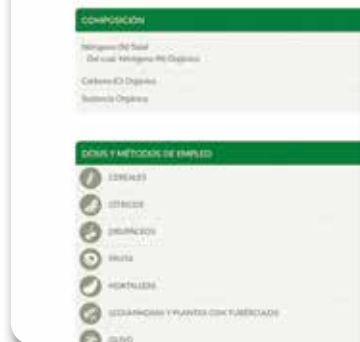 COMPOSICIÓN
Nitrógeno (N) Total
Del cual: Nitrógeno (N) Orgánico
Carbono (C) Orgánico
Sustancia Orgánica
DOSIS Y MÉTODOS DE EMPLEO
CEREALES
CÍTRICOS
DRUPÁCEOS
FRUTA
HORTALIZAS
LEGUMINOSAS Y PLANTAS CON TUBÉRCULOS
OLIVO